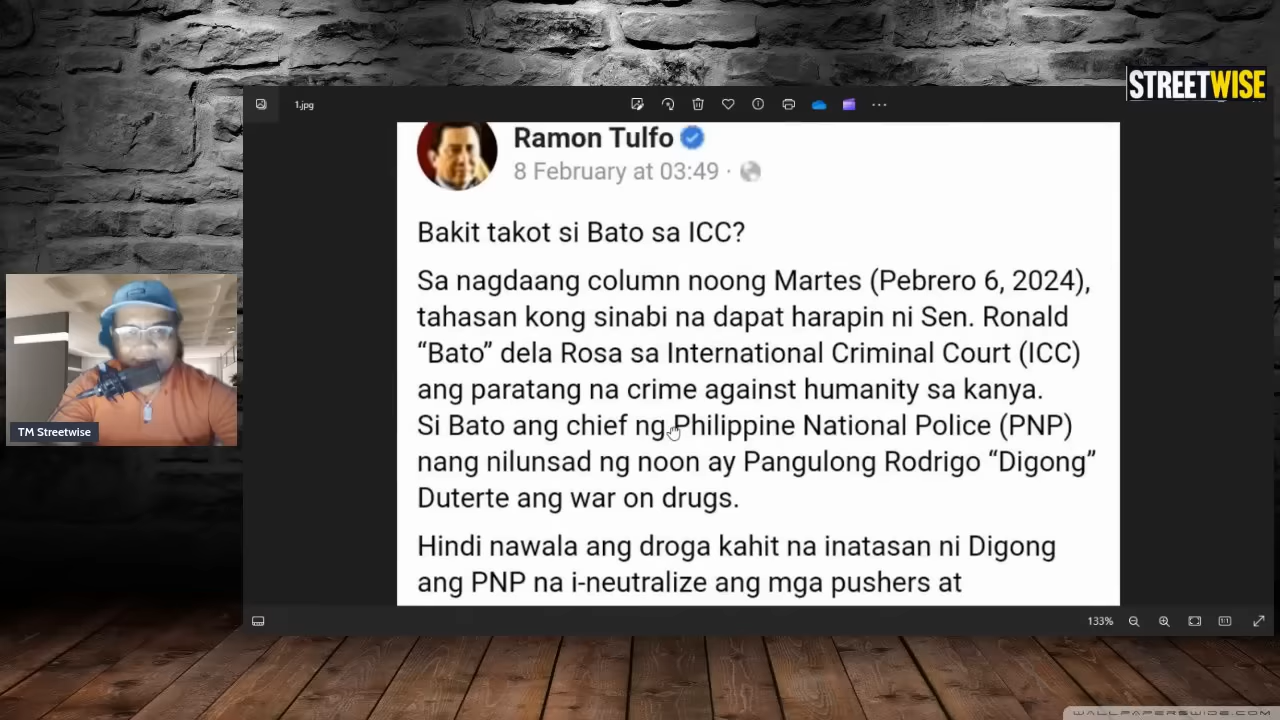 STREETWISE
1.jpg
Ramon Tulfo
8 February at 03:49 ·
Bakit takot si Bato sa ICC?
Sa nagdaang column noong Martes (Pebrero 6, 2024),
tahasan kong sinabi na dapat harapin ni Sen. Ronald
“Bato” dela Rosa sa International Criminal Court (ICC)
ang paratang na crime against humanity sa kanya.
Si Bato ang chief ng Philippine National Police (PNP)
nang nilunsad ng noon ay Pangulong Rodrigo “Digong”
Duterte ang war on drugs.
Hindi nawala ang droga kahit na inatasan ni Digong
ang PNP na i-neutralize ang mga pushers at
TM Streetwise
133%
WALLPAPERSWIDE.COM